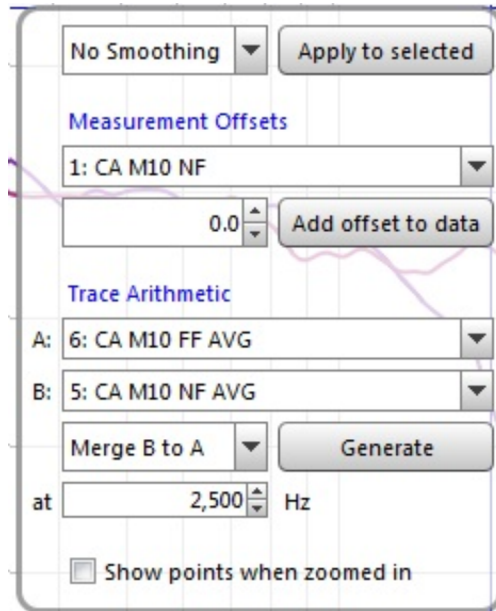 No Smoothing Apply to selected
Measurement Offsets
1: CA M10 NF
0.0 Add offset to data
Trace Arithmetic
A: 6: CA M10 FF AVG
B: 5: CA M10 NF AVG
Merge B to A Generate
at 2,500 Hz
Show points when zoomed in